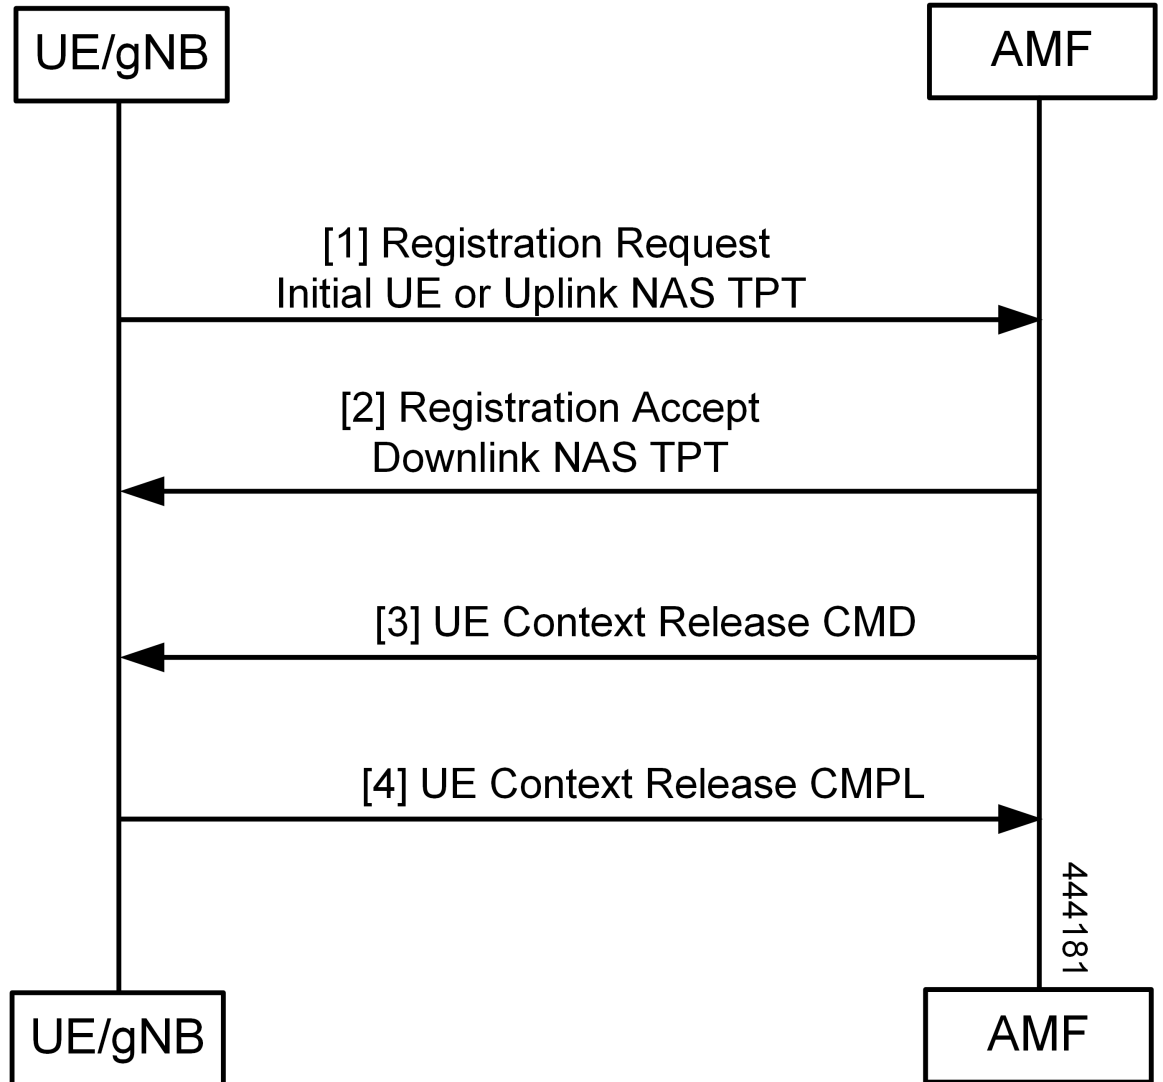 UE/gNB
AMF
[1] Registration Request
Initial UE or Uplink NAS TPT
[2] Registration Accept
Downlink NAS TPT
[3] UE Context Release CMD
[4] UE Context Release CMPL
444181
UE/gNB
AMF